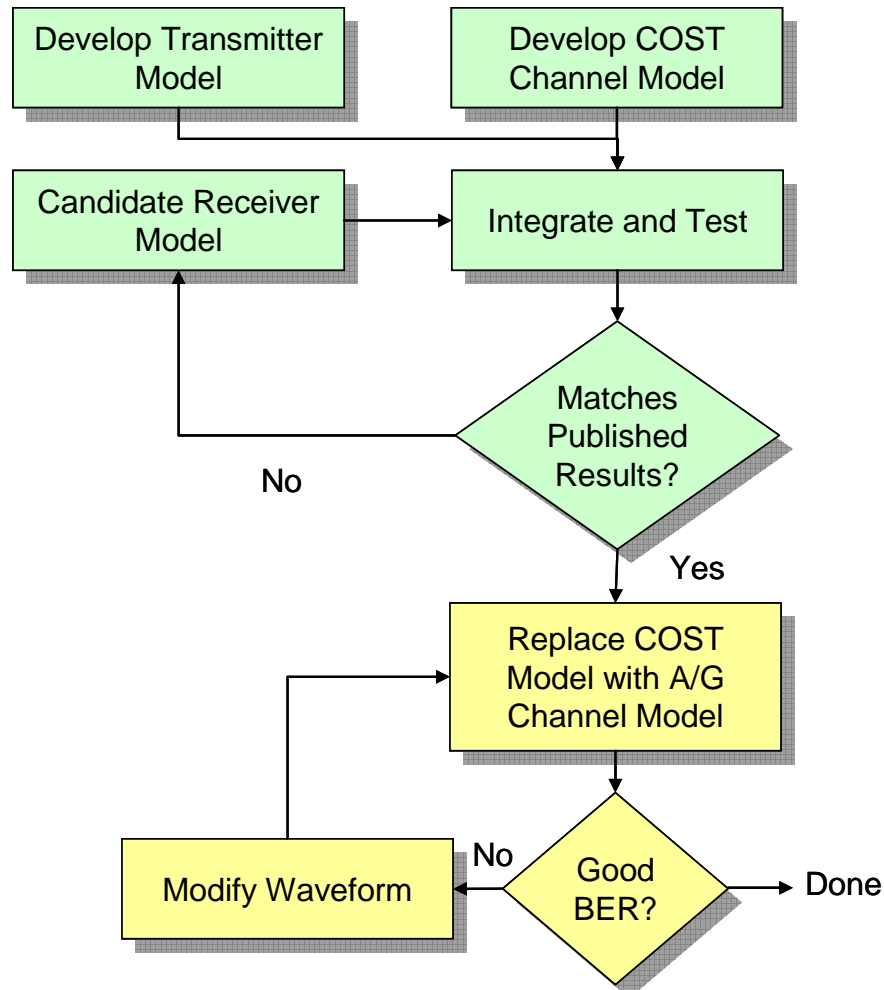 Develop Transmitter
Model
Develop COST
Channel Model
Candidate Receiver
Model
Integrate and Test
Matches
Published
Results?
No
Yes
Replace COST
Model with A/G
Channel Model
Modify Waveform
No
Good
BER?
Done